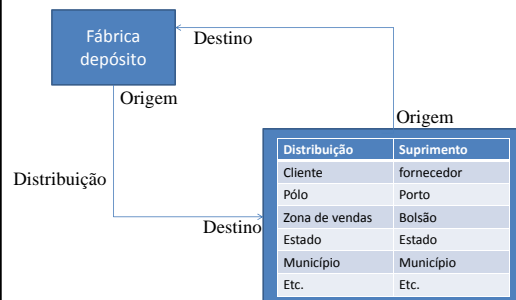 Fábrica
depósito
Destino
Origem
Origem
Distribuição
Destino
Distribuição Suprimento
Cliente fornecedor
Pólo Porto
Zona de vendas Bolsão
Estado Estado
Município Município
Etc. Etc.